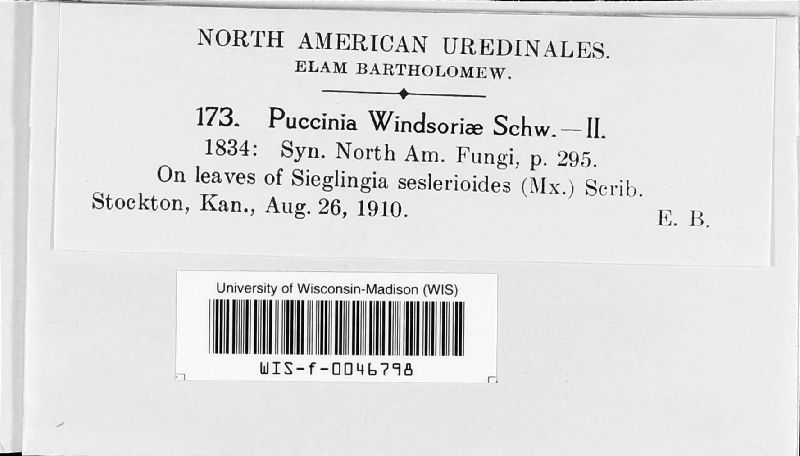 NORTH AMERICAN UREDINALES.
ELAM BARTHOLOMEW.
173. Puccinia Windsoriæ Schw. — II.
1834: Syn. North Am. Fungi, p. 295.
On leaves of Sieglingia seslerioides (Mx.) Scrib.
Stockton, Kan., Aug. 26, 1910. E. B.
University of Wisconsin-Madison (WIS)
WIS-f-0046798